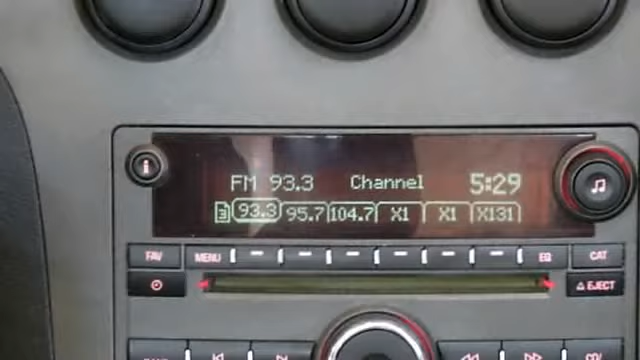 i
FM 93.3 Channel 5:29
3 93.3 95.7 104.7 X1 X1 X131
FAV MENU EQ CAT
EJECT